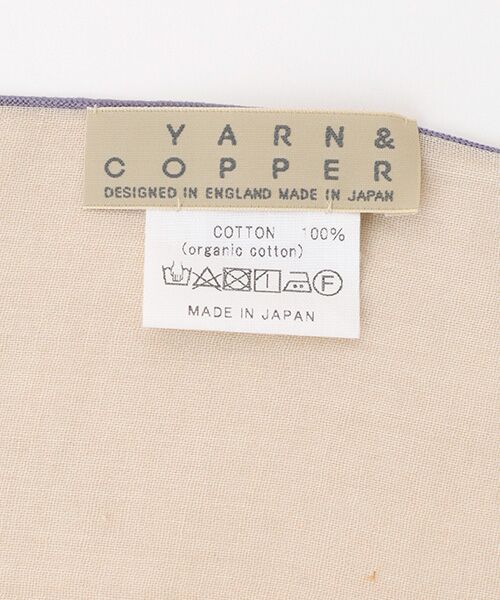 YARN&
COPPER
DESIGNED IN ENGLAND MADE IN JAPAN
COTTON 100%
(organic cotton)
F
MADE IN JAPAN